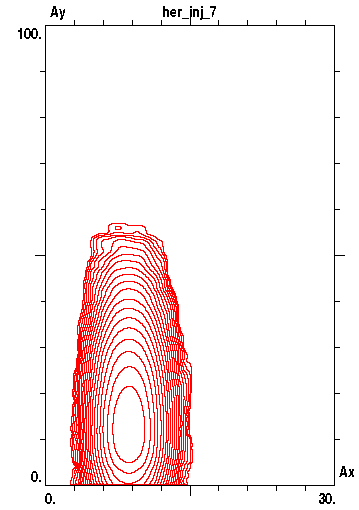 Ay her_inj_7
100.
0.
Ax
0. 30.